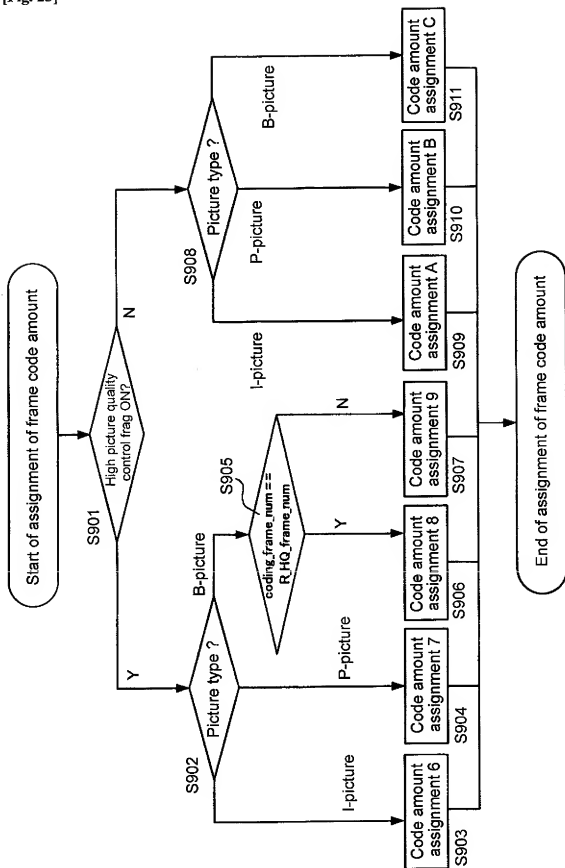 Start of assignment of frame code amount
S901
High picture quality
control frag ON?
Y
N
S902
Picture type ?
B-picture
P-picture
I-picture
S905
coding_frame_num ==
R_HQ_frame_num
Y
N
S908
Picture type ?
I-picture
P-picture
B-picture
Code amount
assignment 6
S903
Code amount
assignment 7
S904
Code amount
assignment 8
S906
Code amount
assignment 9
S907
Code amount
assignment A
S909
Code amount
assignment B
S910
Code amount
assignment C
S911
End of assignment of frame code amount